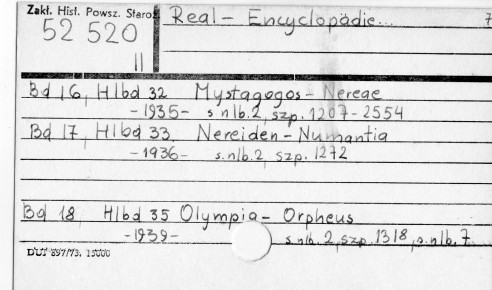 Zakł. Hist. Powsz. Staroż. Real-Encyclopädie... 7
52 520
II
Bd 16, Hlbd 32 Mystagogos - Nereae
-1935- s. nlb. 2, szp. 1207-2554
Bd 17, Hlbd 33 Nereiden - Numantia
-1936- s. nlb. 2, szp. 1272
Bd 18, Hlbd 35 Olympia - Orpheus
-1939- s. nlb. 2, szp. 1318, p. nlb. 7
DUJ 897/73. 15000